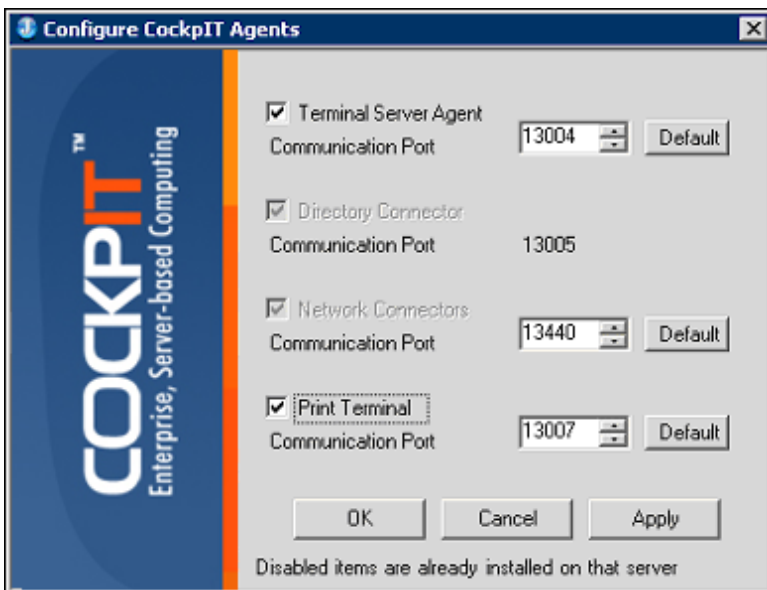 Configure CockpIT Agents
COCKPIT™
Enterprise, Server-based Computing
Terminal Server Agent
Communication Port 13004 Default
Directory Connector
Communication Port 13005
Network Connectors
Communication Port 13440 Default
Print Terminal
Communication Port 13007 Default
OK Cancel Apply
Disabled items are already installed on that server